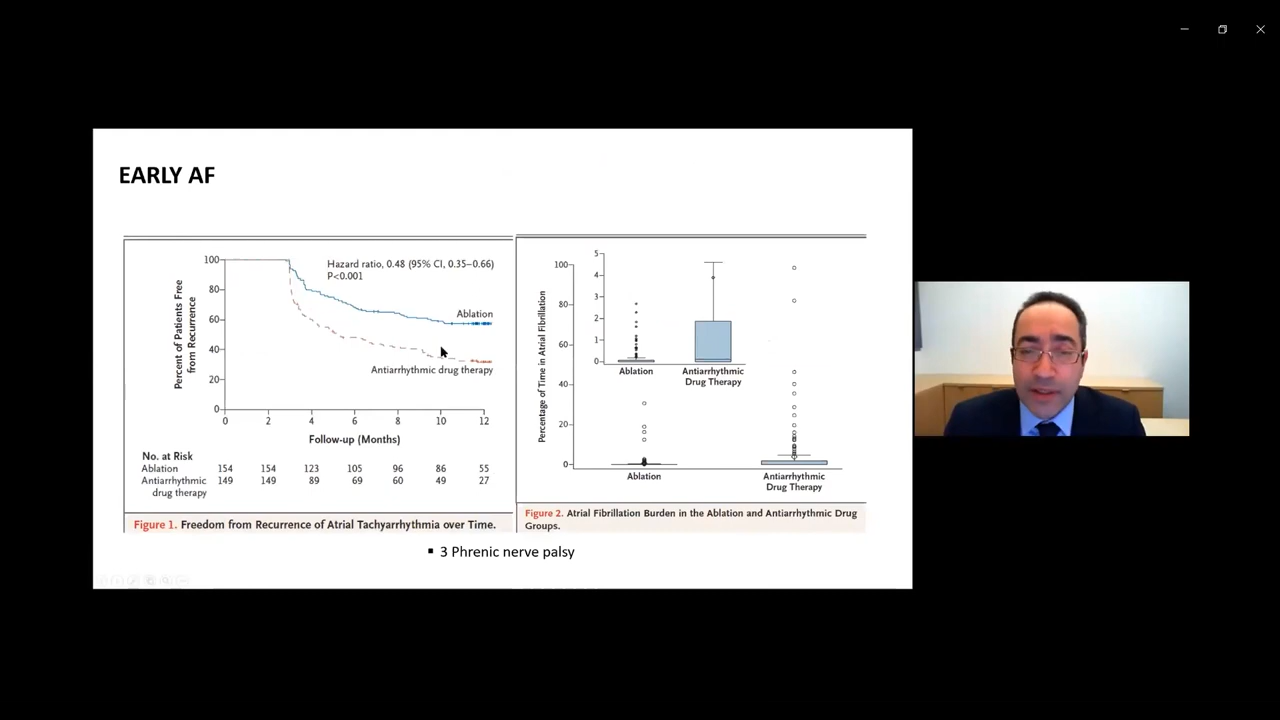 EARLY AF
100
80
60
40
20
0
Percent of Patients Free
from Recurrence
Hazard ratio, 0.48 (95% CI, 0.35–0.66)
P<0.001
Ablation
Antiarrhythmic drug therapy
0 2 4 6 8 10 12
Follow-up (Months)
No. at Risk
Ablation 154 154 123 105 96 86 55
Antiarrhythmic 149 149 89 69 60 49 27
drug therapy
Figure 1. Freedom from Recurrence of Atrial Tachyarrhythmia over Time.
Percentage of Time in Atrial Fibrillation
100
80
60
40
20
0
5
4
3
2
1
0
Ablation Antiarrhythmic
Drug Therapy
Ablation Antiarrhythmic
Drug Therapy
Figure 2. Atrial Fibrillation Burden in the Ablation and Antiarrhythmic Drug
Groups.
▪ 3 Phrenic nerve palsy